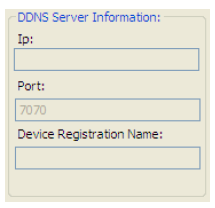 DDNS Server Information:
Ip:
Port:
7070
Device Registration Name: